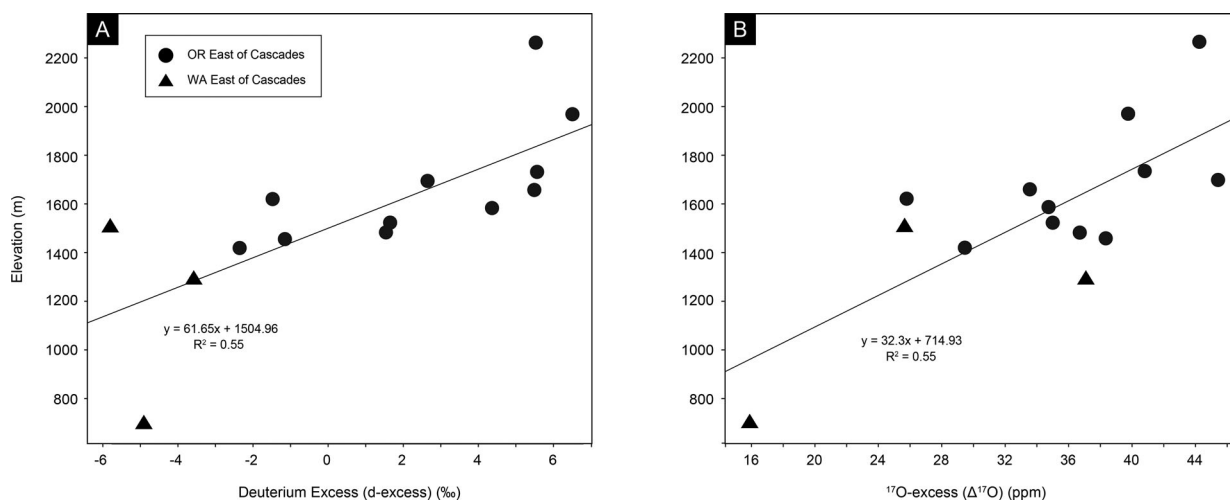 A
OR East of Cascades
WA East of Cascades
Elevation (m)
2200
2000
1800
1600
1400
1200
1000
800
y = 61.65x + 1504.96
R² = 0.55
-6 -4 -2 0 2 4 6
Deuterium Excess (d-excess) (‰)
B
2200
2000
1800
1600
1400
1200
1000
800
y = 32.3x + 714.93
R² = 0.55
16 20 24 28 32 36 40 44
¹⁷O-excess (Δ¹⁷O) (ppm)